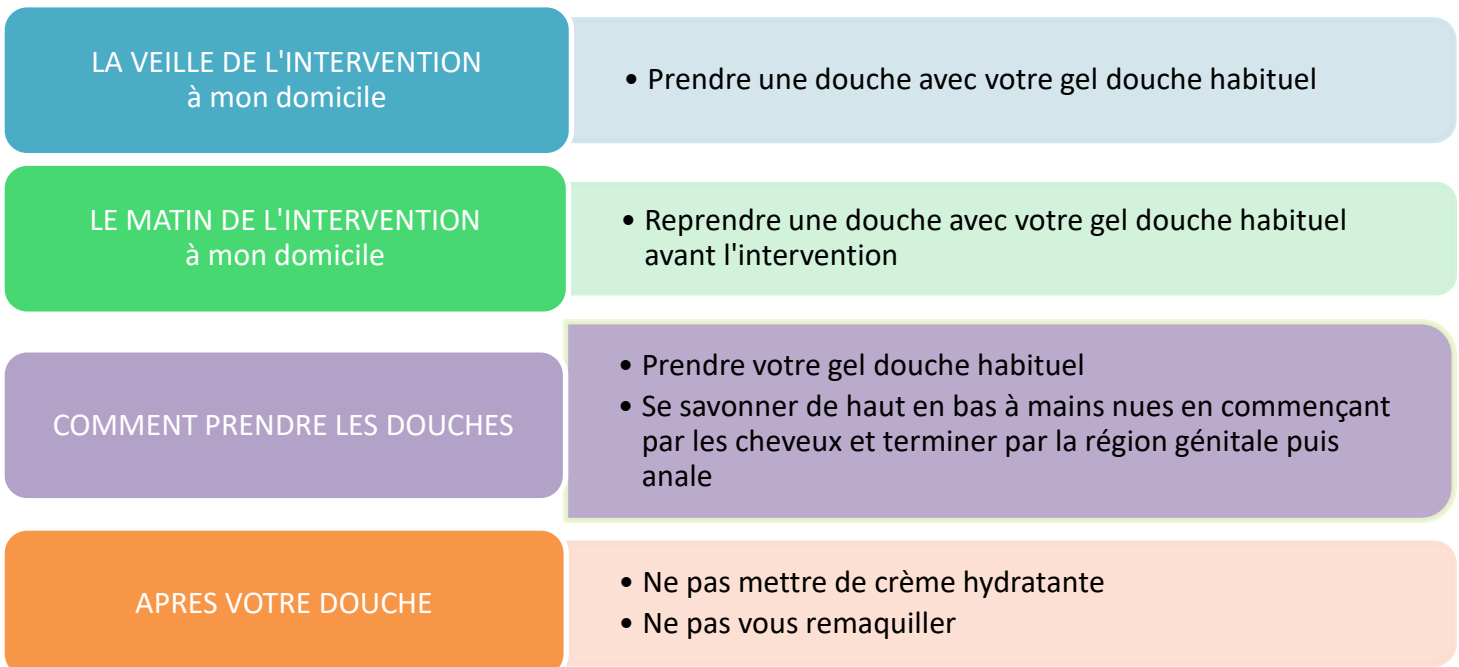 LA VEILLE DE L'INTERVENTION
à mon domicile
• Prendre une douche avec votre gel douche habituel
LE MATIN DE L'INTERVENTION
à mon domicile
• Reprendre une douche avec votre gel douche habituel
avant l'intervention
COMMENT PRENDRE LES DOUCHES
• Prendre votre gel douche habituel
• Se savonner de haut en bas à mains nues en commençant
par les cheveux et terminer par la région génitale puis
anale
APRES VOTRE DOUCHE
• Ne pas mettre de crème hydratante
• Ne pas vous remaquiller